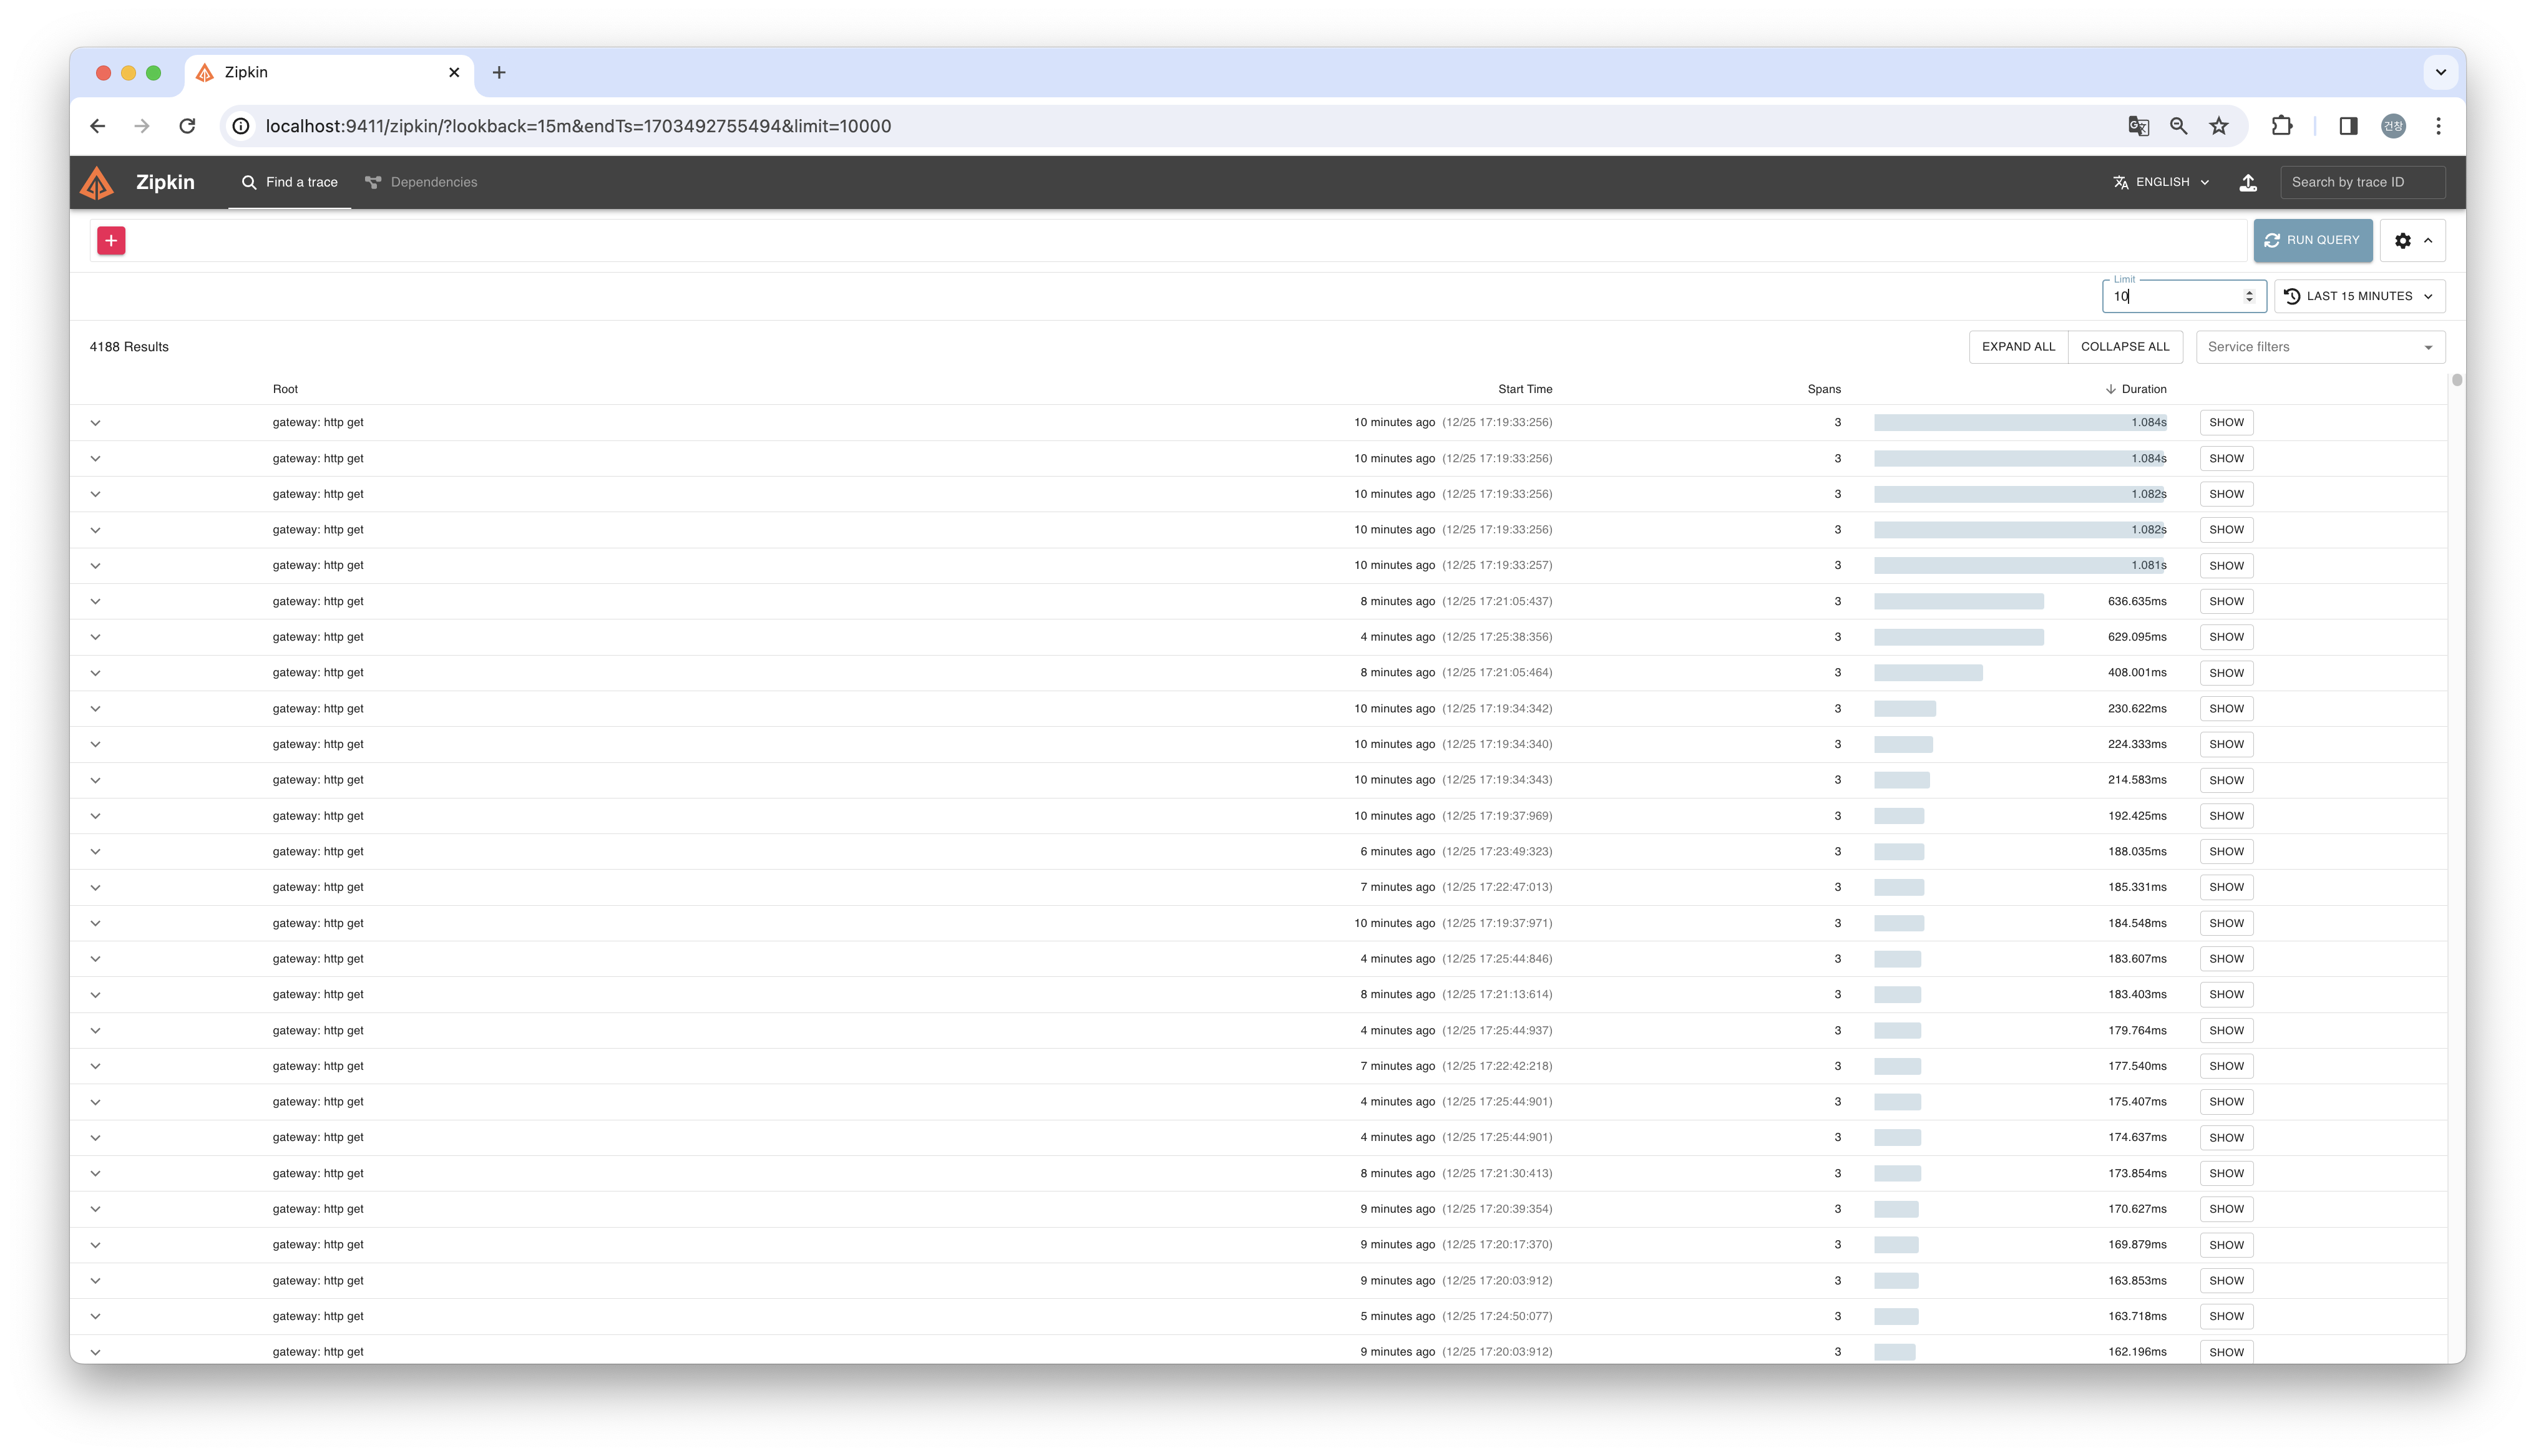 Zipkin
localhost:9411/zipkin/?lookback=15m&endTs=1703492755494&limit=10000
건창
Zipkin Find a trace Dependencies ENGLISH Search by trace ID
RUN QUERY
Limit
10 LAST 15 MINUTES
4188 Results EXPAND ALL COLLAPSE ALL Service filters
Root Start Time Spans Duration
gateway: http get 10 minutes ago (12/25 17:19:33:256) 3 1.084s SHOW
gateway: http get 10 minutes ago (12/25 17:19:33:256) 3 1.084s SHOW
gateway: http get 10 minutes ago (12/25 17:19:33:256) 3 1.082s SHOW
gateway: http get 10 minutes ago (12/25 17:19:33:256) 3 1.082s SHOW
gateway: http get 10 minutes ago (12/25 17:19:33:257) 3 1.081s SHOW
gateway: http get 8 minutes ago (12/25 17:21:05:437) 3 636.635ms SHOW
gateway: http get 4 minutes ago (12/25 17:25:38:356) 3 629.095ms SHOW
gateway: http get 8 minutes ago (12/25 17:21:05:464) 3 408.001ms SHOW
gateway: http get 10 minutes ago (12/25 17:19:34:342) 3 230.622ms SHOW
gateway: http get 10 minutes ago (12/25 17:19:34:340) 3 224.333ms SHOW
gateway: http get 10 minutes ago (12/25 17:19:34:343) 3 214.583ms SHOW
gateway: http get 10 minutes ago (12/25 17:19:37:969) 3 192.425ms SHOW
gateway: http get 6 minutes ago (12/25 17:23:49:323) 3 188.035ms SHOW
gateway: http get 7 minutes ago (12/25 17:22:47:013) 3 185.331ms SHOW
gateway: http get 10 minutes ago (12/25 17:19:37:971) 3 184.548ms SHOW
gateway: http get 4 minutes ago (12/25 17:25:44:846) 3 183.607ms SHOW
gateway: http get 8 minutes ago (12/25 17:21:13:614) 3 183.403ms SHOW
gateway: http get 4 minutes ago (12/25 17:25:44:937) 3 179.764ms SHOW
gateway: http get 7 minutes ago (12/25 17:22:42:218) 3 177.540ms SHOW
gateway: http get 4 minutes ago (12/25 17:25:44:901) 3 175.407ms SHOW
gateway: http get 4 minutes ago (12/25 17:25:44:901) 3 174.637ms SHOW
gateway: http get 8 minutes ago (12/25 17:21:30:413) 3 173.854ms SHOW
gateway: http get 9 minutes ago (12/25 17:20:39:354) 3 170.627ms SHOW
gateway: http get 9 minutes ago (12/25 17:20:17:370) 3 169.879ms SHOW
gateway: http get 9 minutes ago (12/25 17:20:03:912) 3 163.853ms SHOW
gateway: http get 5 minutes ago (12/25 17:24:50:077) 3 163.718ms SHOW
gateway: http get 9 minutes ago (12/25 17:20:03:912) 3 162.196ms SHOW